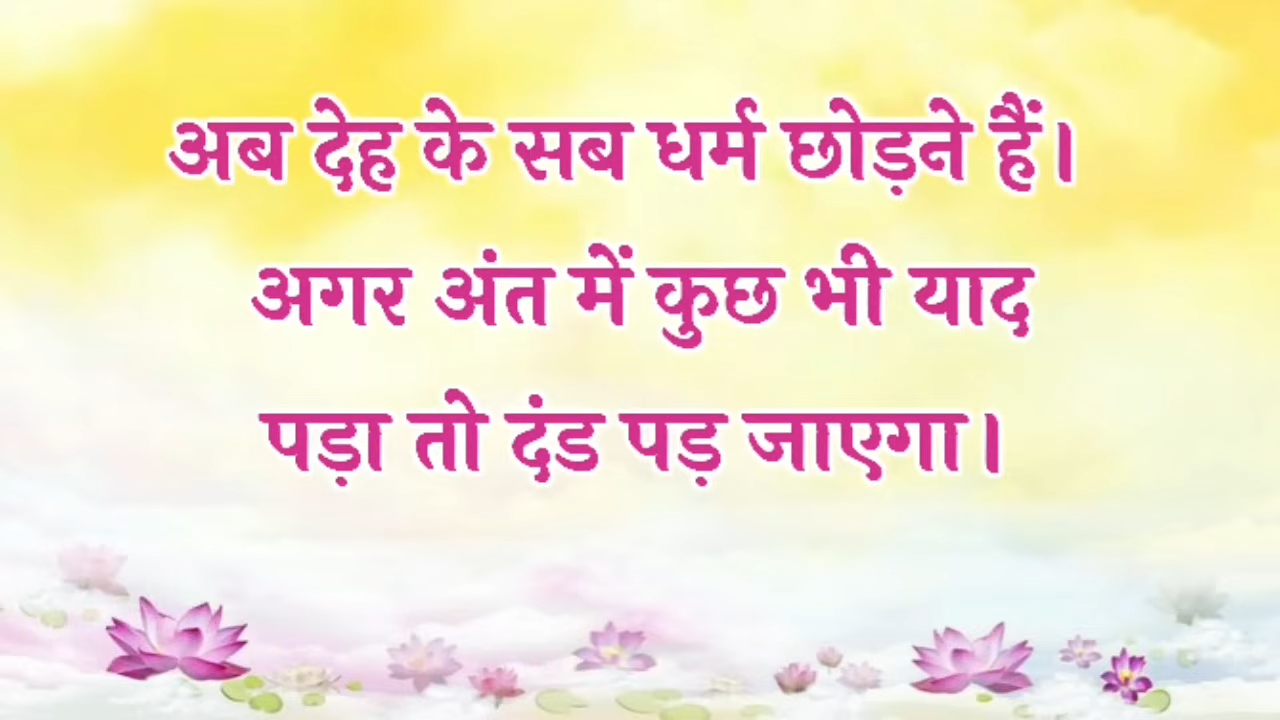 अब देह के सब धर्म छोड़ने हैं।
अगर अंत में कुछ भी याद
पड़ा तो दंड पड़ जाएगा।